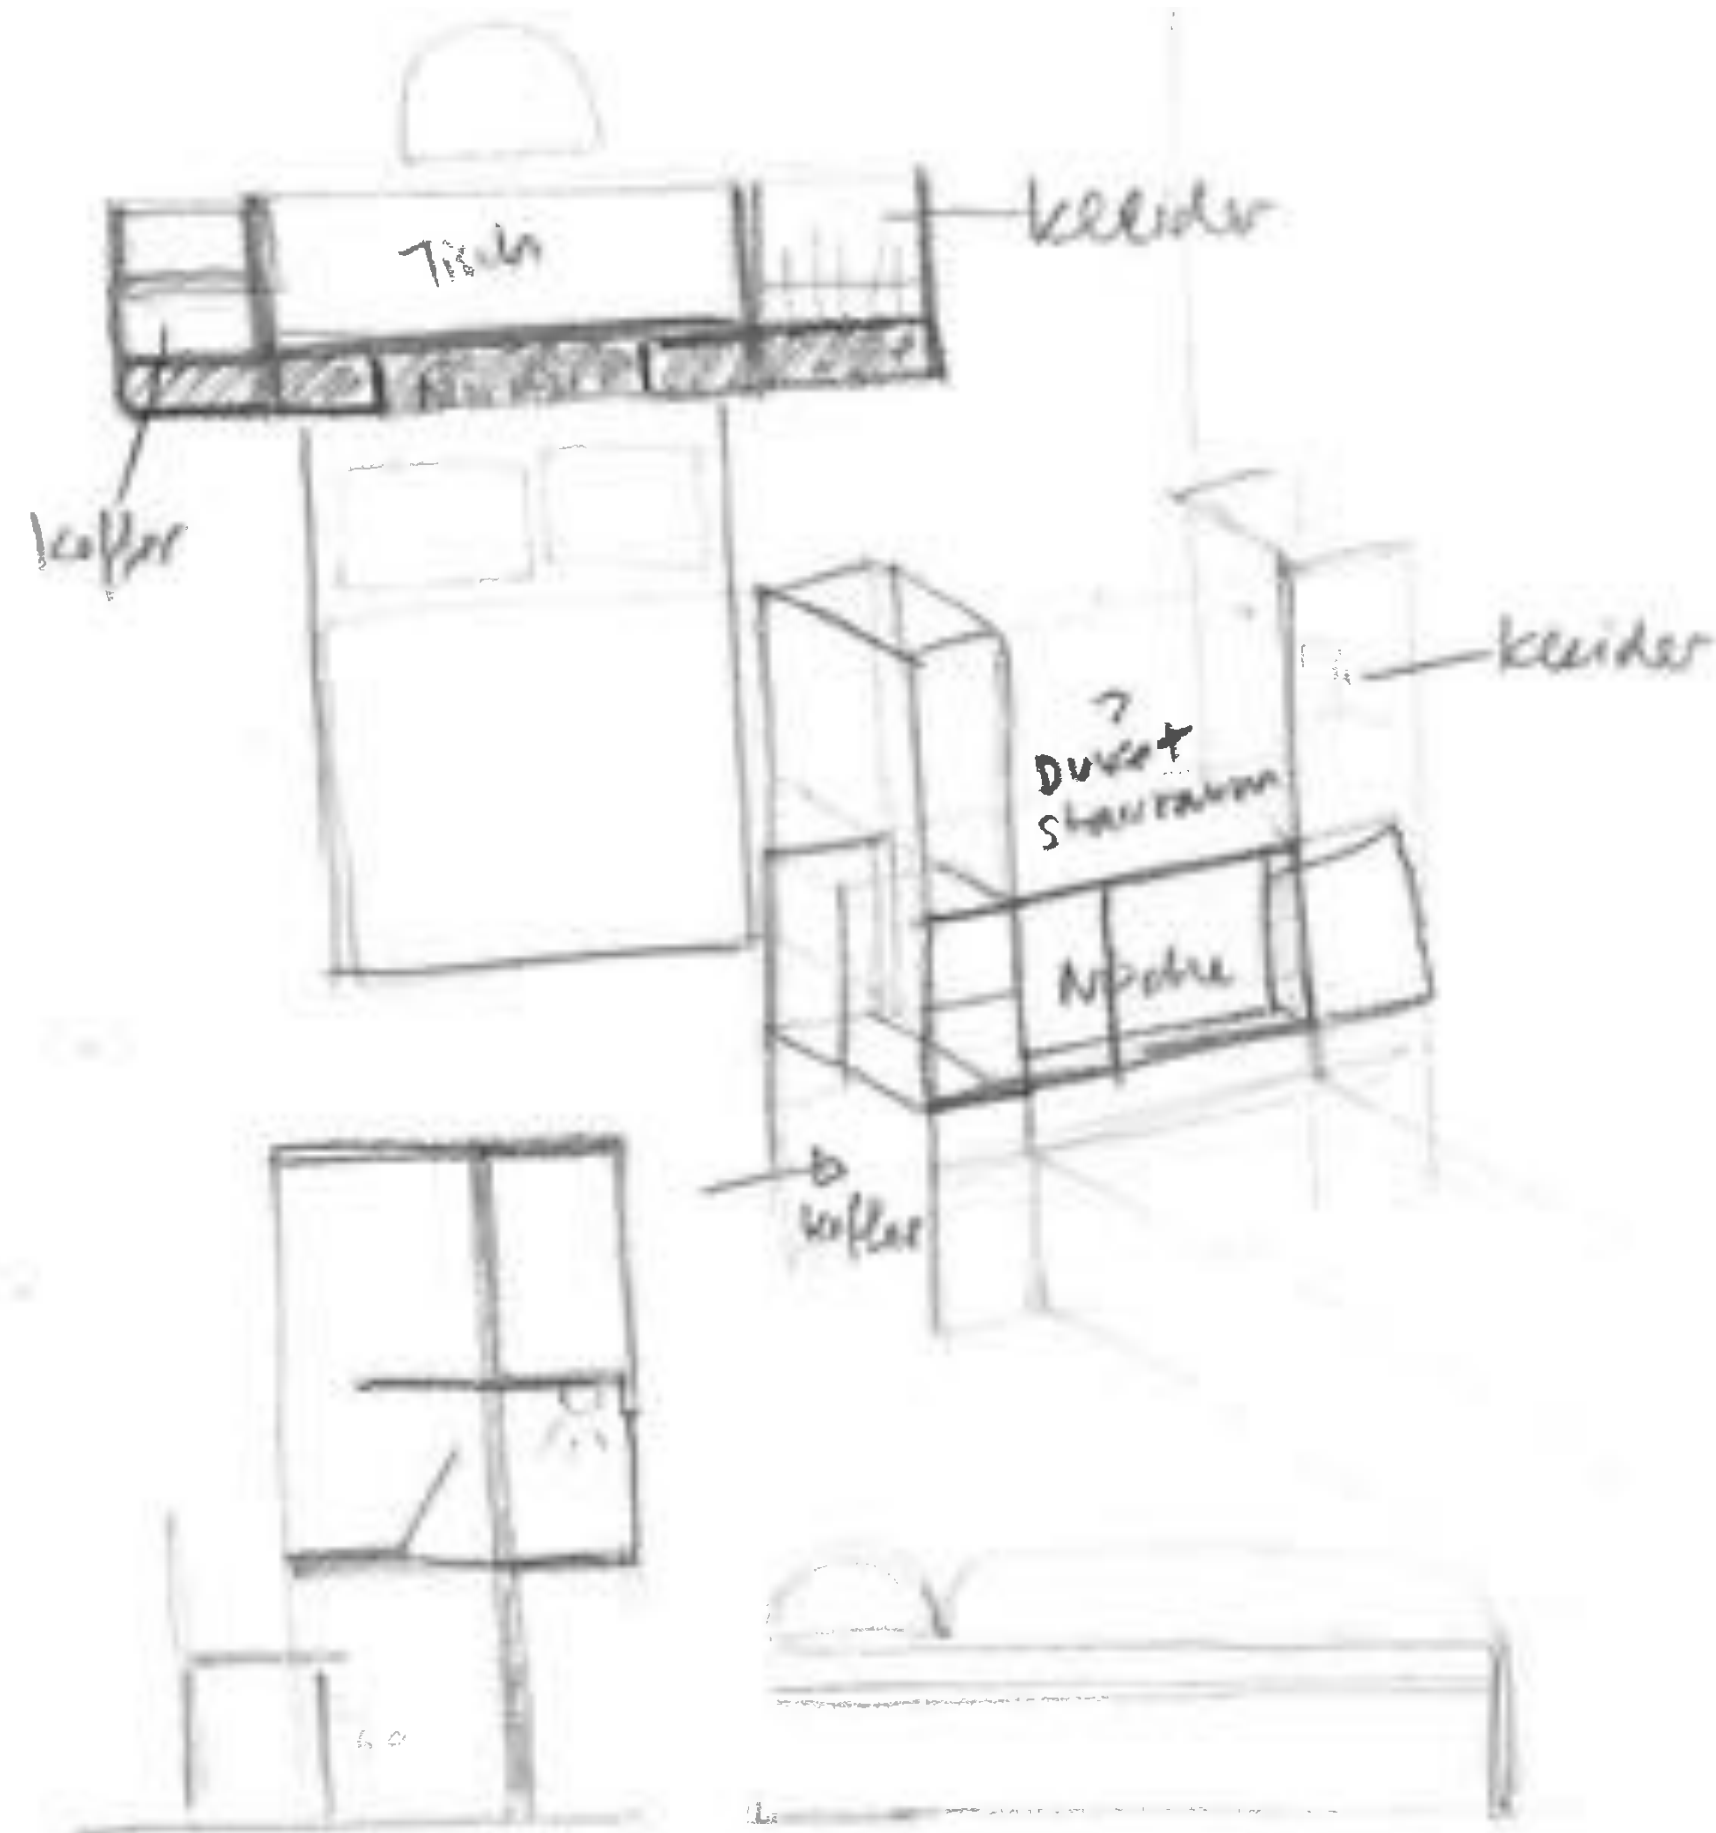 kleider
Tisch
koffer
kleider
?
Duvet
Stauraum
Nische
koffer